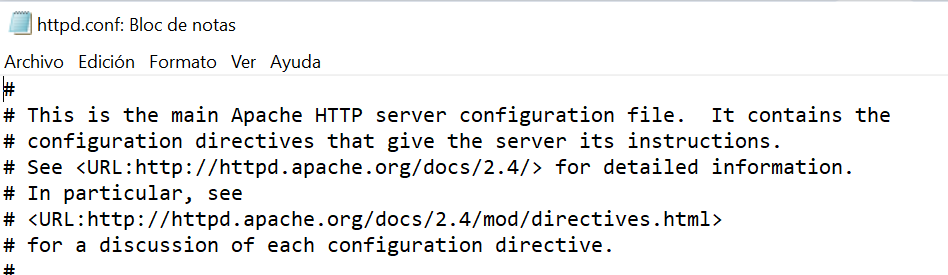 httpd.conf: Bloc de notas
Archivo Edición Formato Ver Ayuda
#
# This is the main Apache HTTP server configuration file.  It contains the
# configuration directives that give the server its instructions.
# See <URL:http://httpd.apache.org/docs/2.4/> for detailed information.
# In particular, see
# <URL:http://httpd.apache.org/docs/2.4/mod/directives.html>
# for a discussion of each configuration directive.
#